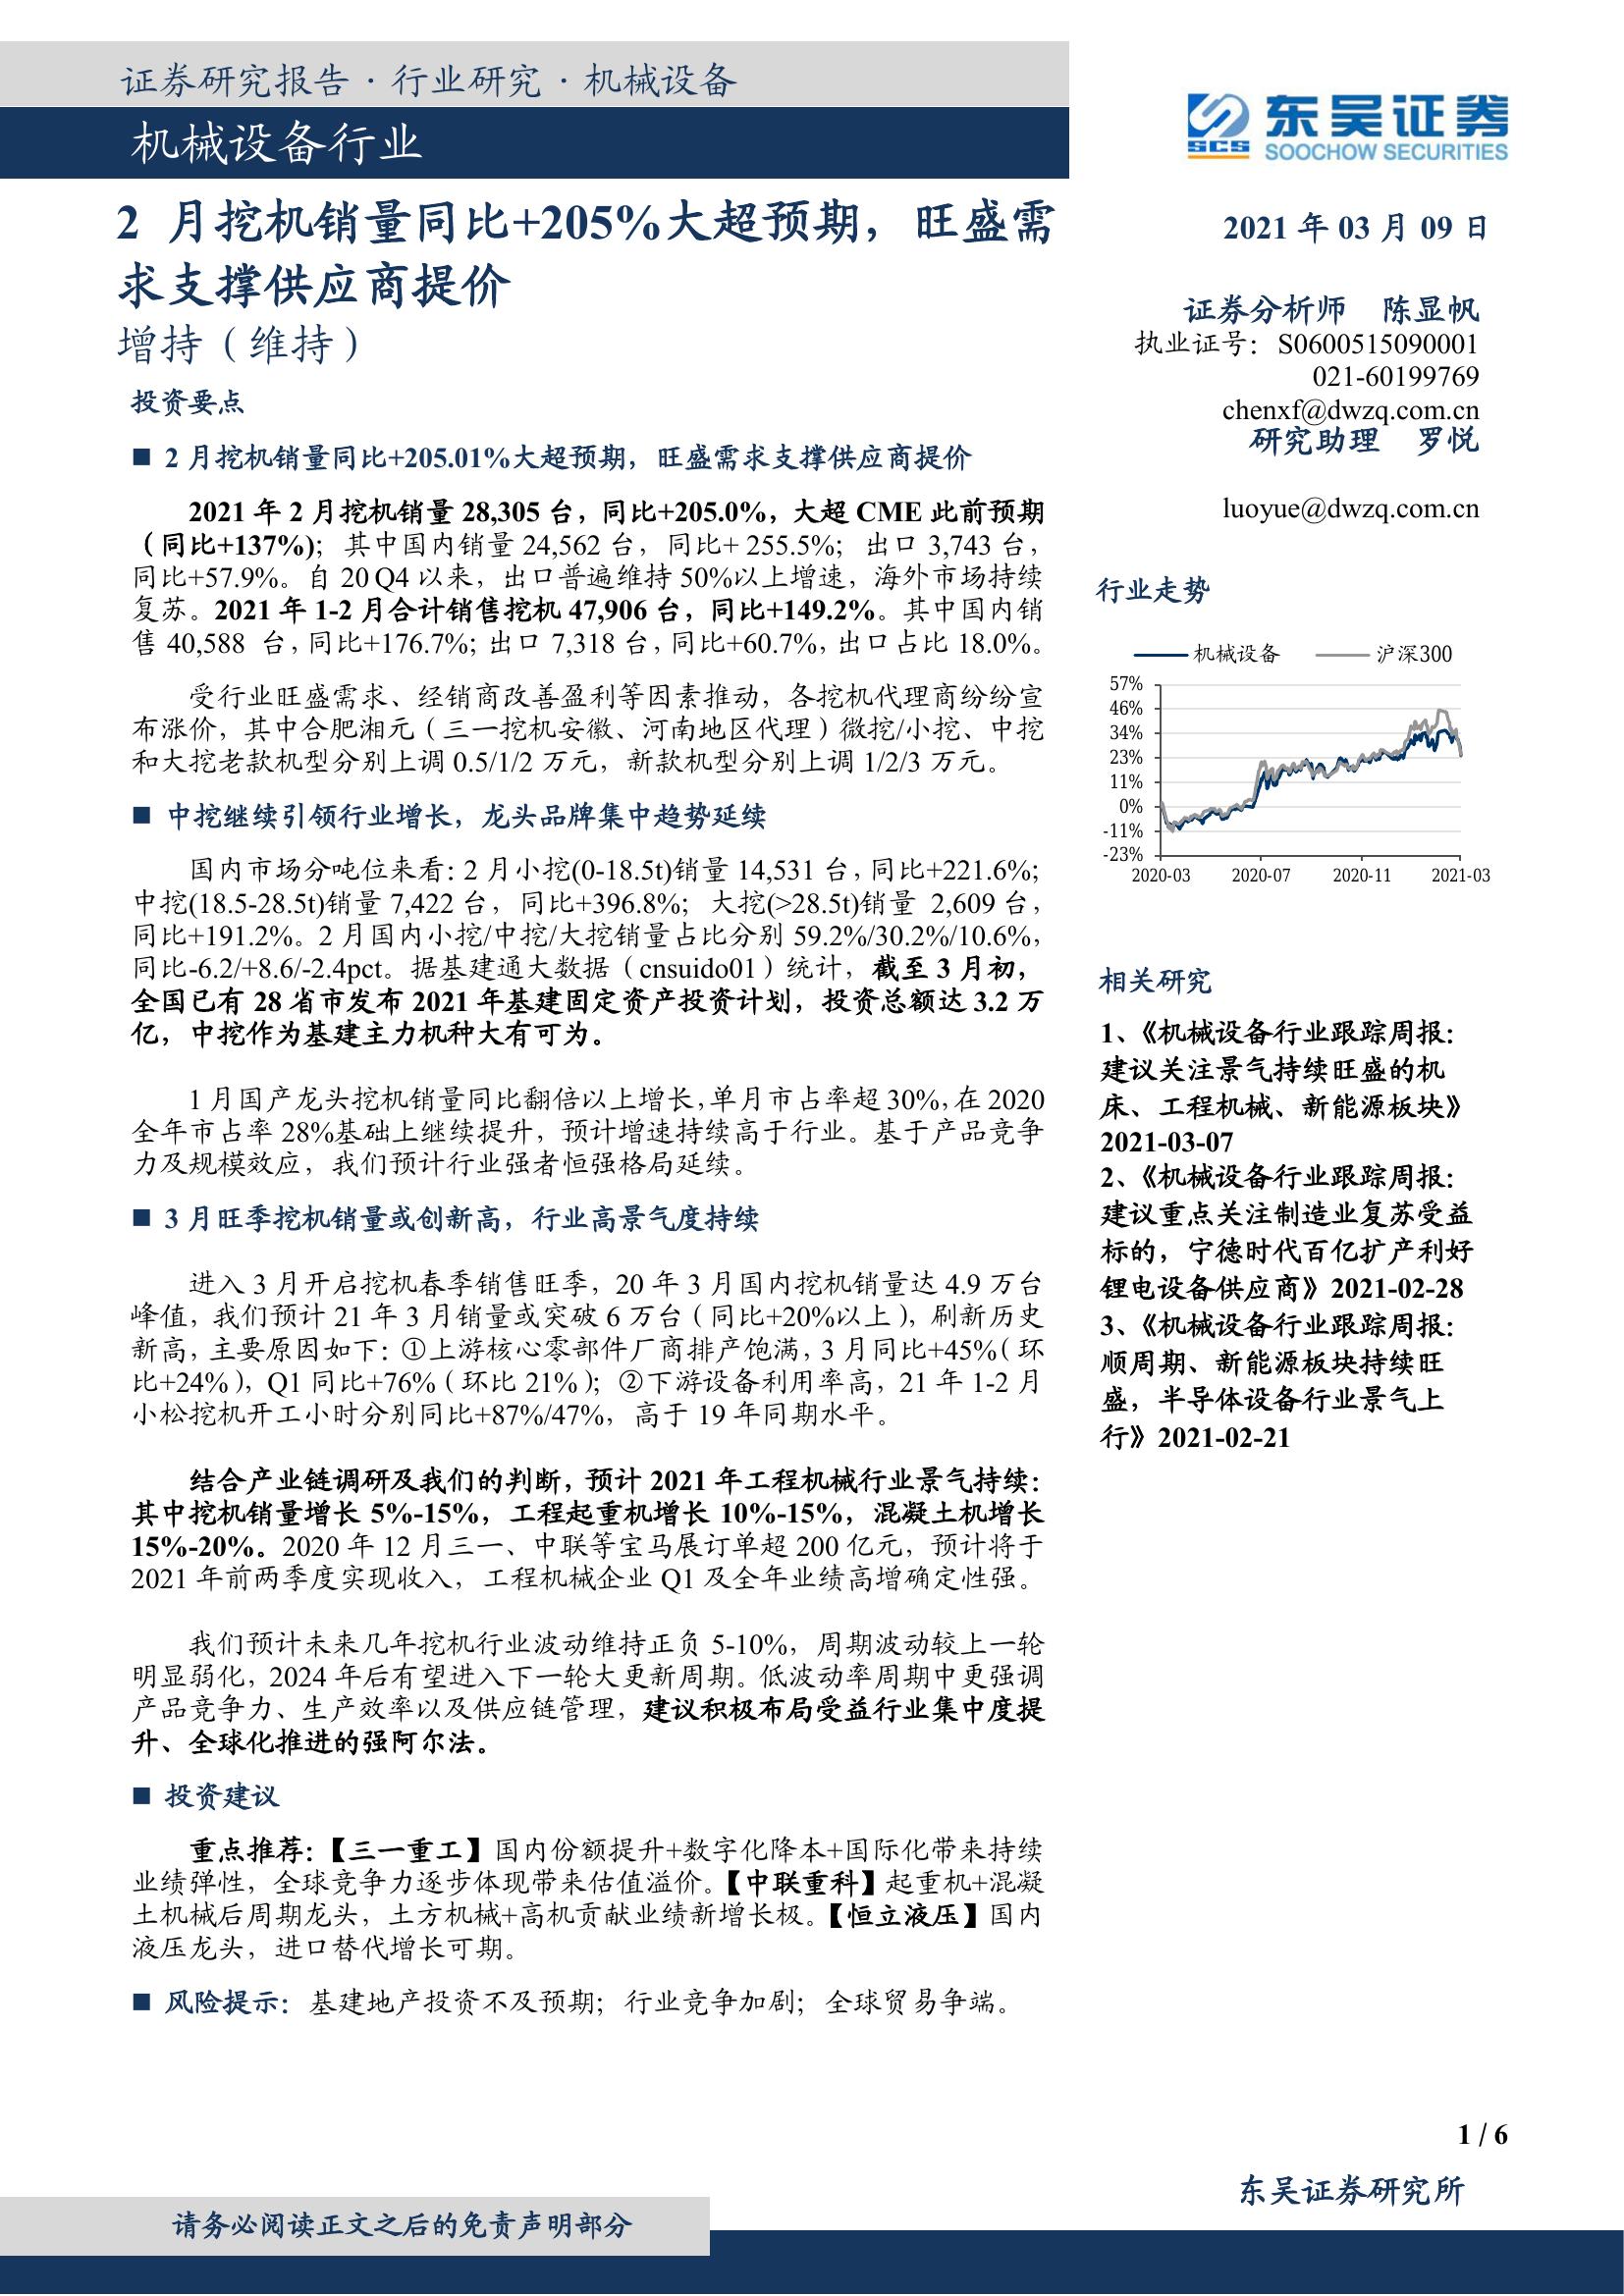 证券研究报告 · 行业研究 · 机械设备
机械设备行业
东吴证券
SCS
SOOCHOW SECURITIES
2 月挖机销量同比+205%大超预期，旺盛需
求支撑供应商提价
增持（维持）
投资要点
■ 2 月挖机销量同比+205.01%大超预期，旺盛需求支撑供应商提价
2021 年 2 月挖机销量 28,305 台，同比+205.0%，大超 CME 此前预期
（同比+137%)；其中国内销量 24,562 台，同比+ 255.5%；出口 3,743 台，
同比+57.9%。自 20Q4 以来，出口普遍维持 50%以上增速，海外市场持续
复苏。2021 年 1-2 月合计销售挖机 47,906 台，同比+149.2%。其中国内销
售 40,588 台，同比+176.7%；出口 7,318 台，同比+60.7%，出口占比 18.0%。
受行业旺盛需求、经销商改善盈利等因素推动，各挖机代理商纷纷宣
布涨价，其中合肥湘元（三一挖机安徽、河南地区代理）微挖/小挖、中挖
和大挖老款机型分别上调 0.5/1/2 万元，新款机型分别上调 1/2/3 万元。
■ 中挖继续引领行业增长，龙头品牌集中趋势延续
国内市场分吨位来看：2 月小挖(0-18.5t)销量 14,531 台，同比+221.6%；
中挖(18.5-28.5t)销量 7,422 台，同比+396.8%；大挖(>28.5t)销量 2,609 台，
同比+191.2%。2 月国内小挖/中挖/大挖销量占比分别 59.2%/30.2%/10.6%，
同比-6.2/+8.6/-2.4pct。据基建通大数据（cnsuido01）统计，截至 3 月初，
全国已有 28 省市发布 2021 年基建固定资产投资计划，投资总额达 3.2 万
亿，中挖作为基建主力机种大有可为。
1 月国产龙头挖机销量同比翻倍以上增长，单月市占率超 30%，在 2020
全年市占率 28%基础上继续提升，预计增速持续高于行业。基于产品竞争
力及规模效应，我们预计行业强者恒强格局延续。
■ 3 月旺季挖机销量或创新高，行业高景气度持续
进入 3 月开启挖机春季销售旺季，20 年 3 月国内挖机销量达 4.9 万台
峰值，我们预计 21 年 3 月销量或突破 6 万台（同比+20%以上），刷新历史
新高，主要原因如下：①上游核心零部件厂商排产饱满，3 月同比+45%（环
比+24%），Q1 同比+76%（环比 21%）；②下游设备利用率高，21 年 1-2 月
小松挖机开工小时分别同比+87%/47%，高于 19 年同期水平。
结合产业链调研及我们的判断，预计 2021 年工程机械行业景气持续：
其中挖机销量增长 5%-15%，工程起重机增长 10%-15%，混凝土机增长
15%-20%。2020 年 12 月三一、中联等宝马展订单超 200 亿元，预计将于
2021 年前两季度实现收入，工程机械企业 Q1 及全年业绩高增确定性强。
我们预计未来几年挖机行业波动维持正负 5-10%，周期波动较上一轮
明显弱化，2024 年后有望进入下一轮大更新周期。低波动率周期中更强调
产品竞争力、生产效率以及供应链管理，建议积极布局受益行业集中度提
升、全球化推进的强阿尔法。
■ 投资建议
重点推荐：【三一重工】国内份额提升+数字化降本+国际化带来持续
业绩弹性，全球竞争力逐步体现带来估值溢价。【中联重科】起重机+混凝
土机械后周期龙头，土方机械+高机贡献业绩新增长极。【恒立液压】国内
液压龙头，进口替代增长可期。
■ 风险提示：基建地产投资不及预期；行业竞争加剧；全球贸易争端。
2021 年 03 月 09 日
证券分析师 陈显帆
执业证号：S0600515090001
021-60199769
chenxf@dwzq.com.cn
研究助理 罗悦
luoyue@dwzq.com.cn
行业走势
机械设备 沪深300
57%
46%
34%
23%
11%
0%
-11%
-23%
2020-03 2020-07 2020-11 2021-03
相关研究
1、《机械设备行业跟踪周报：
建议关注景气持续旺盛的机
床、工程机械、新能源板块》
2021-03-07
2、《机械设备行业跟踪周报：
建议重点关注制造业复苏受益
标的，宁德时代百亿扩产利好
锂电设备供应商》2021-02-28
3、《机械设备行业跟踪周报：
顺周期、新能源板块持续旺
盛，半导体设备行业景气上
行》2021-02-21
1 / 6
东吴证券研究所
请务必阅读正文之后的免责声明部分